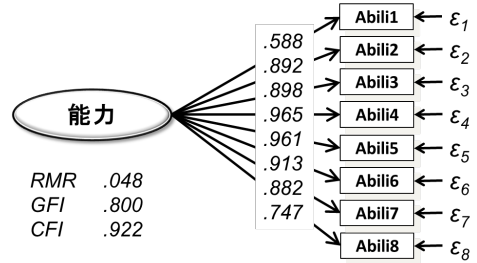 .588
.892
.898
.965
.961
.913
.882
.747
能力
Abili1
Abili2
Abili3
Abili4
Abili5
Abili6
Abili7
Abili8
ε1
ε2
ε3
ε4
ε5
ε6
ε7
ε8
RMR .048
GFI .800
CFI .922